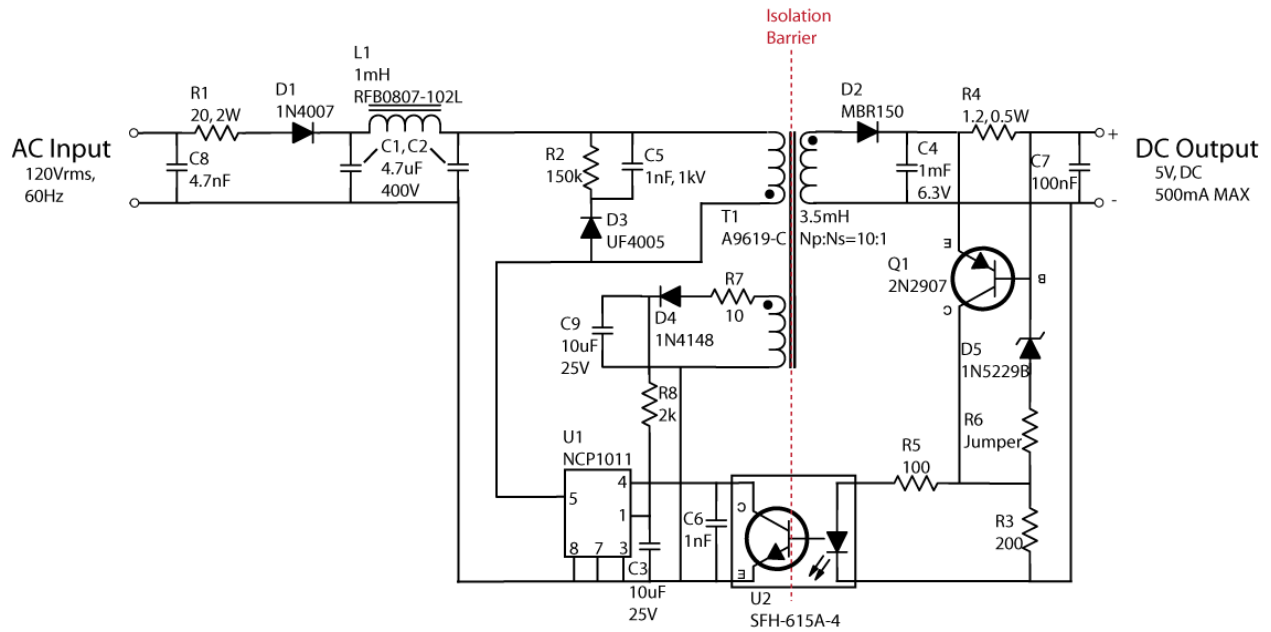 Isolation
Barrier
L1
1mH
RFB0807-102L
R1
20, 2W
D1
1N4007
D2
MBR150
R4
1.2, 0.5W
AC Input
120Vrms,
60Hz
C8
4.7nF
C1, C2
4.7uF
400V
R2
150k
C5
1nF, 1kV
D3
UF4005
T1
A9619-C
3.5mH
Np:Ns=10:1
C4
1mF
6.3V
C7
100nF
+
-
DC Output
5V, DC
500mA MAX
E
Q1
2N2907
B
C
C9
10uF
25V
D4
1N4148
R7
10
R8
2k
D5
1N5229B
R6
Jumper
U1
NCP1011
5
4
1
8
7
3
C3
10uF
25V
C6
1nF
C
E
U2
SFH-615A-4
R5
100
R3
200